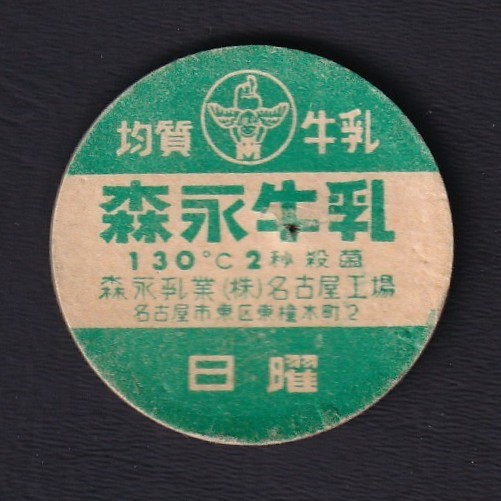 均質 牛乳
森永牛乳
130°C2秒殺菌
森永乳業(株)名古屋工場
名古屋市東区東橦木町2
日曜